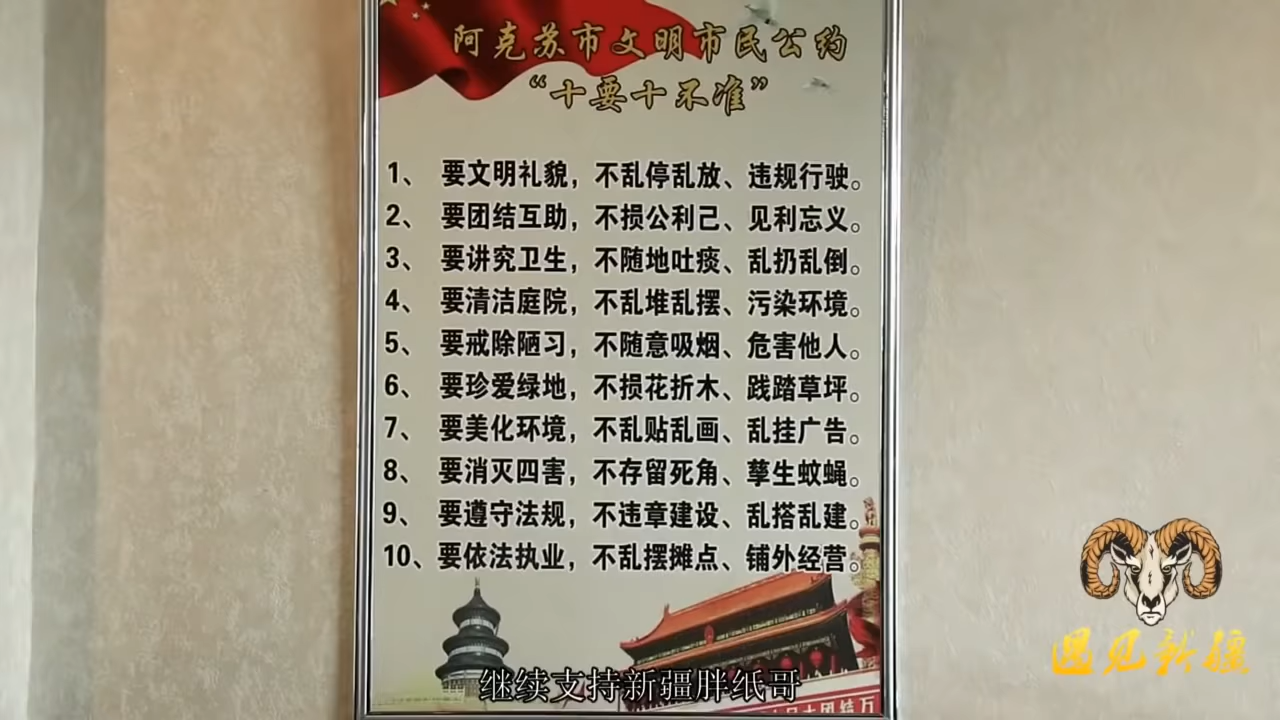 阿克苏市文明市民公约
“十要十不准”
1、 要文明礼貌，不乱停乱放、违规行驶。
2、 要团结互助，不损公利己、见利忘义。
3、 要讲究卫生，不随地吐痰、乱扔乱倒。
4、 要清洁庭院，不乱堆乱摆、污染环境。
5、 要戒除陋习，不随意吸烟、危害他人。
6、 要珍爱绿地，不损花折木、践踏草坪。
7、 要美化环境，不乱贴乱画、乱挂广告。
8、 要消灭四害，不存留死角、孳生蚊蝇。
9、 要遵守法规，不违章建设、乱搭乱建。
10、要依法执业，不乱摆摊点、铺外经营。
遇见新疆
继续支持新疆胖纸哥
大团结万